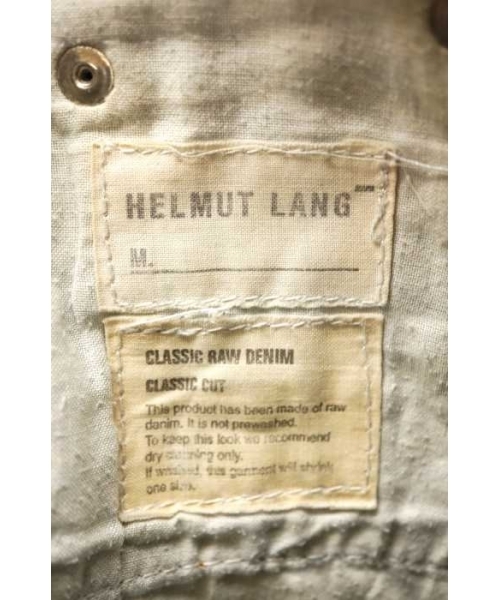 HELMUT LANG
M.
CLASSIC RAW DENIM
CLASSIC CUT
This product has been made of raw
denim. It is not prewashed.
To keep this look we recommend
dry cleaning only.
If washed, this garment will shrink
one size.